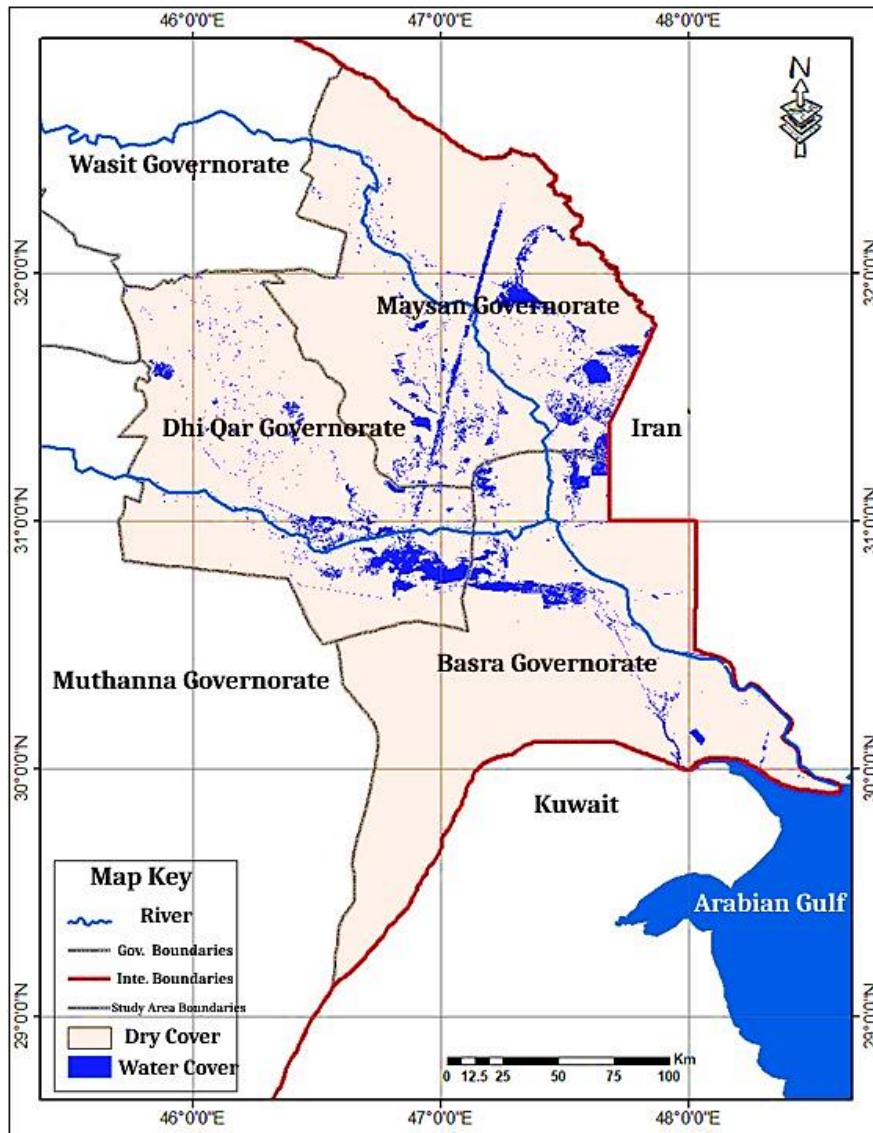 46°0'0"E 47°0'0"E 48°0'0"E
N
Wasit Governorate
32°0'0"N 32°0'0"N
Maysan Governorate
Dhi Qar Governorate
Iran
31°0'0"N 31°0'0"N
Basra Governorate
Muthanna Governorate
30°0'0"N 30°0'0"N
Kuwait
Arabian Gulf
Map Key
River
Gov. Boundaries
Inte. Boundaries
Study Area Boundaries
Dry Cover
Water Cover
29°0'0"N 29°0'0"N
Km
0 12.5 25 50 75 100
46°0'0"E 47°0'0"E 48°0'0"E